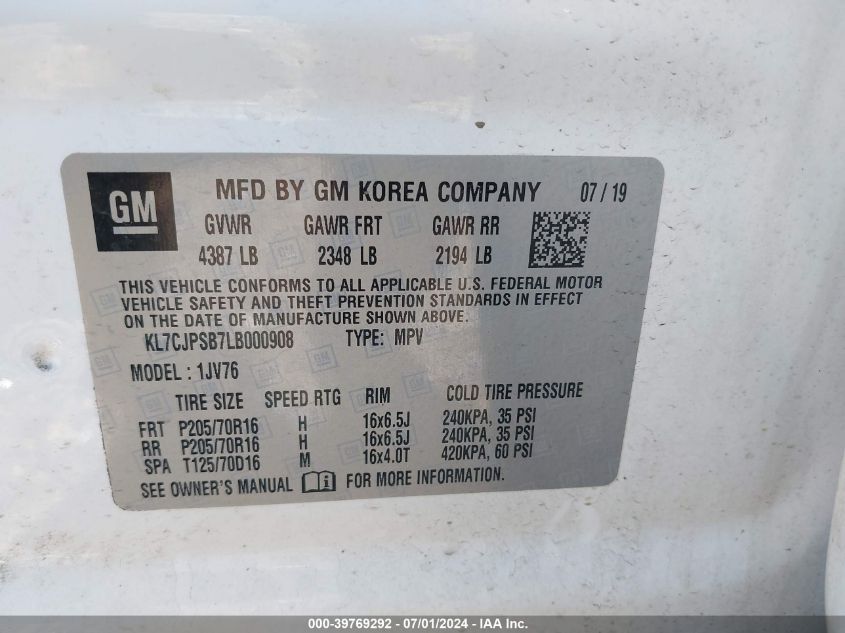 GM MFD BY GM KOREA COMPANY 07 / 19
GVWR GAWR FRT GAWR RR
4387 LB 2348 LB 2194 LB
THIS VEHICLE CONFORMS TO ALL APPLICABLE U.S. FEDERAL MOTOR
VEHICLE SAFETY AND THEFT PREVENTION STANDARDS IN EFFECT
ON THE DATE OF MANUFACTURE SHOWN ABOVE.
KL7CJPSB7LB000908 TYPE: MPV
MODEL : 1JV76
TIRE SIZE SPEED RTG RIM COLD TIRE PRESSURE
FRT P205/70R16 H 16x6.5J 240KPA, 35 PSI
RR P205/70R16 H 16x6.5J 240KPA, 35 PSI
SPA T125/70D16 M 16x4.0T 420KPA, 60 PSI
SEE OWNER'S MANUAL FOR MORE INFORMATION.
000-39769292 - 07/01/2024 - IAA Inc.